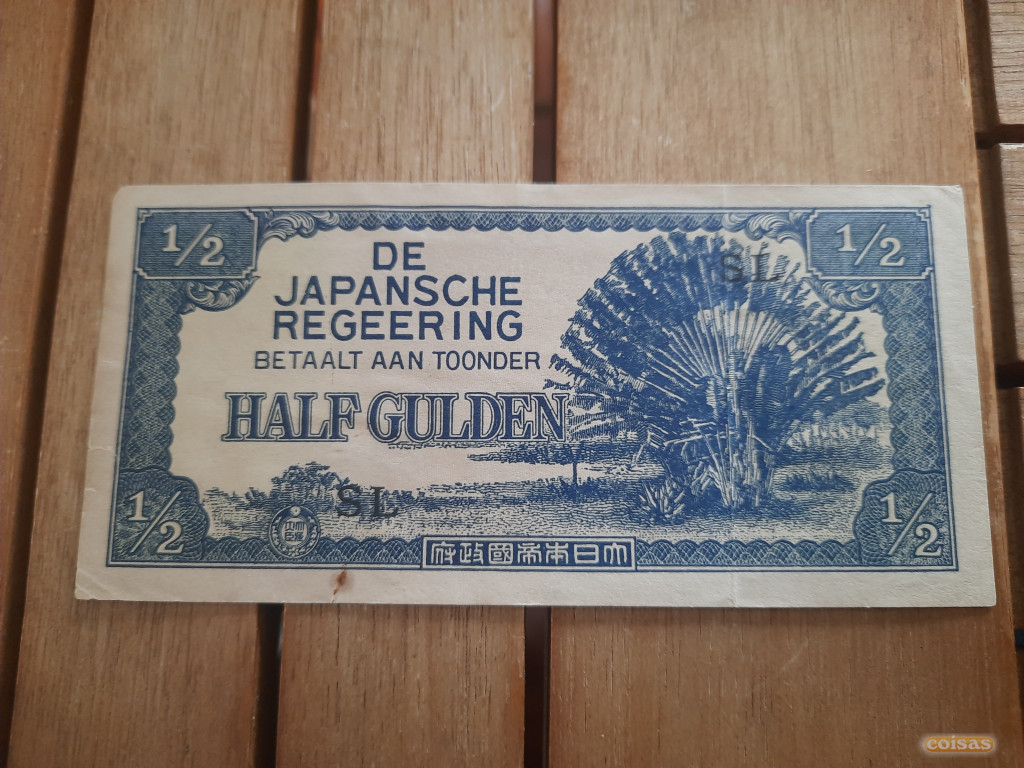 1/2
1/2
DE
JAPANSCHE
REGEERING
BETAALT AAN TOONDER
HALF GULDEN
SL
SL
1/2
1/2
府政國帝本日大
coisas